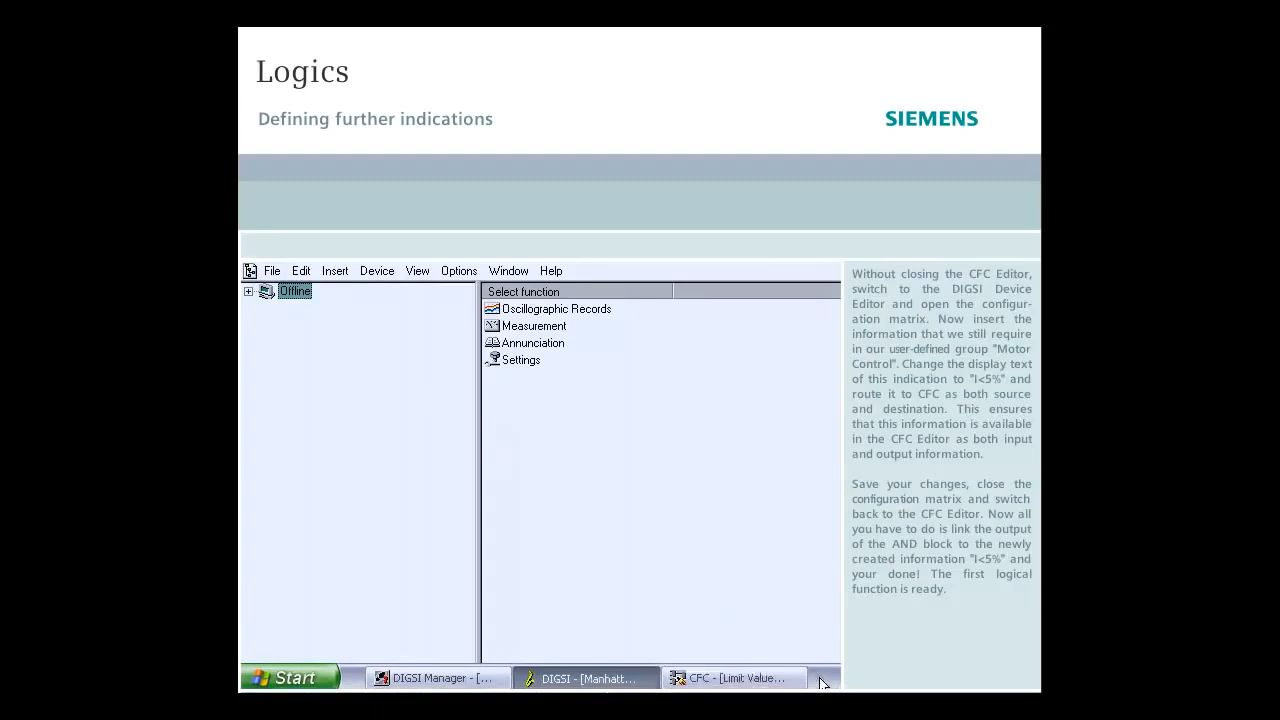 Logics
Defining further indications
SIEMENS
File Edit Insert Device View Options Window Help
Offline
Select function
Oscillographic Records
Measurement
Annunciation
Settings
Without closing the CFC Editor,
switch to the DIGSI Device
Editor and open the configur-
ation matrix. Now insert the
information that we still require
in our user-defined group "Motor
Control". Change the display text
of this indication to "I<5%" and
route it to CFC as both source
and destination. This ensures
that this information is available
in the CFC Editor as both input
and output information.
Save your changes, close the
configuration matrix and switch
back to the CFC Editor. Now all
you have to do is link the output
of the AND block to the newly
created information "I<5%" and
your done! The first logical
function is ready.
Start
DIGSI Manager - [...
DIGSI - [Manhatt...
CFC - [Limit Value...